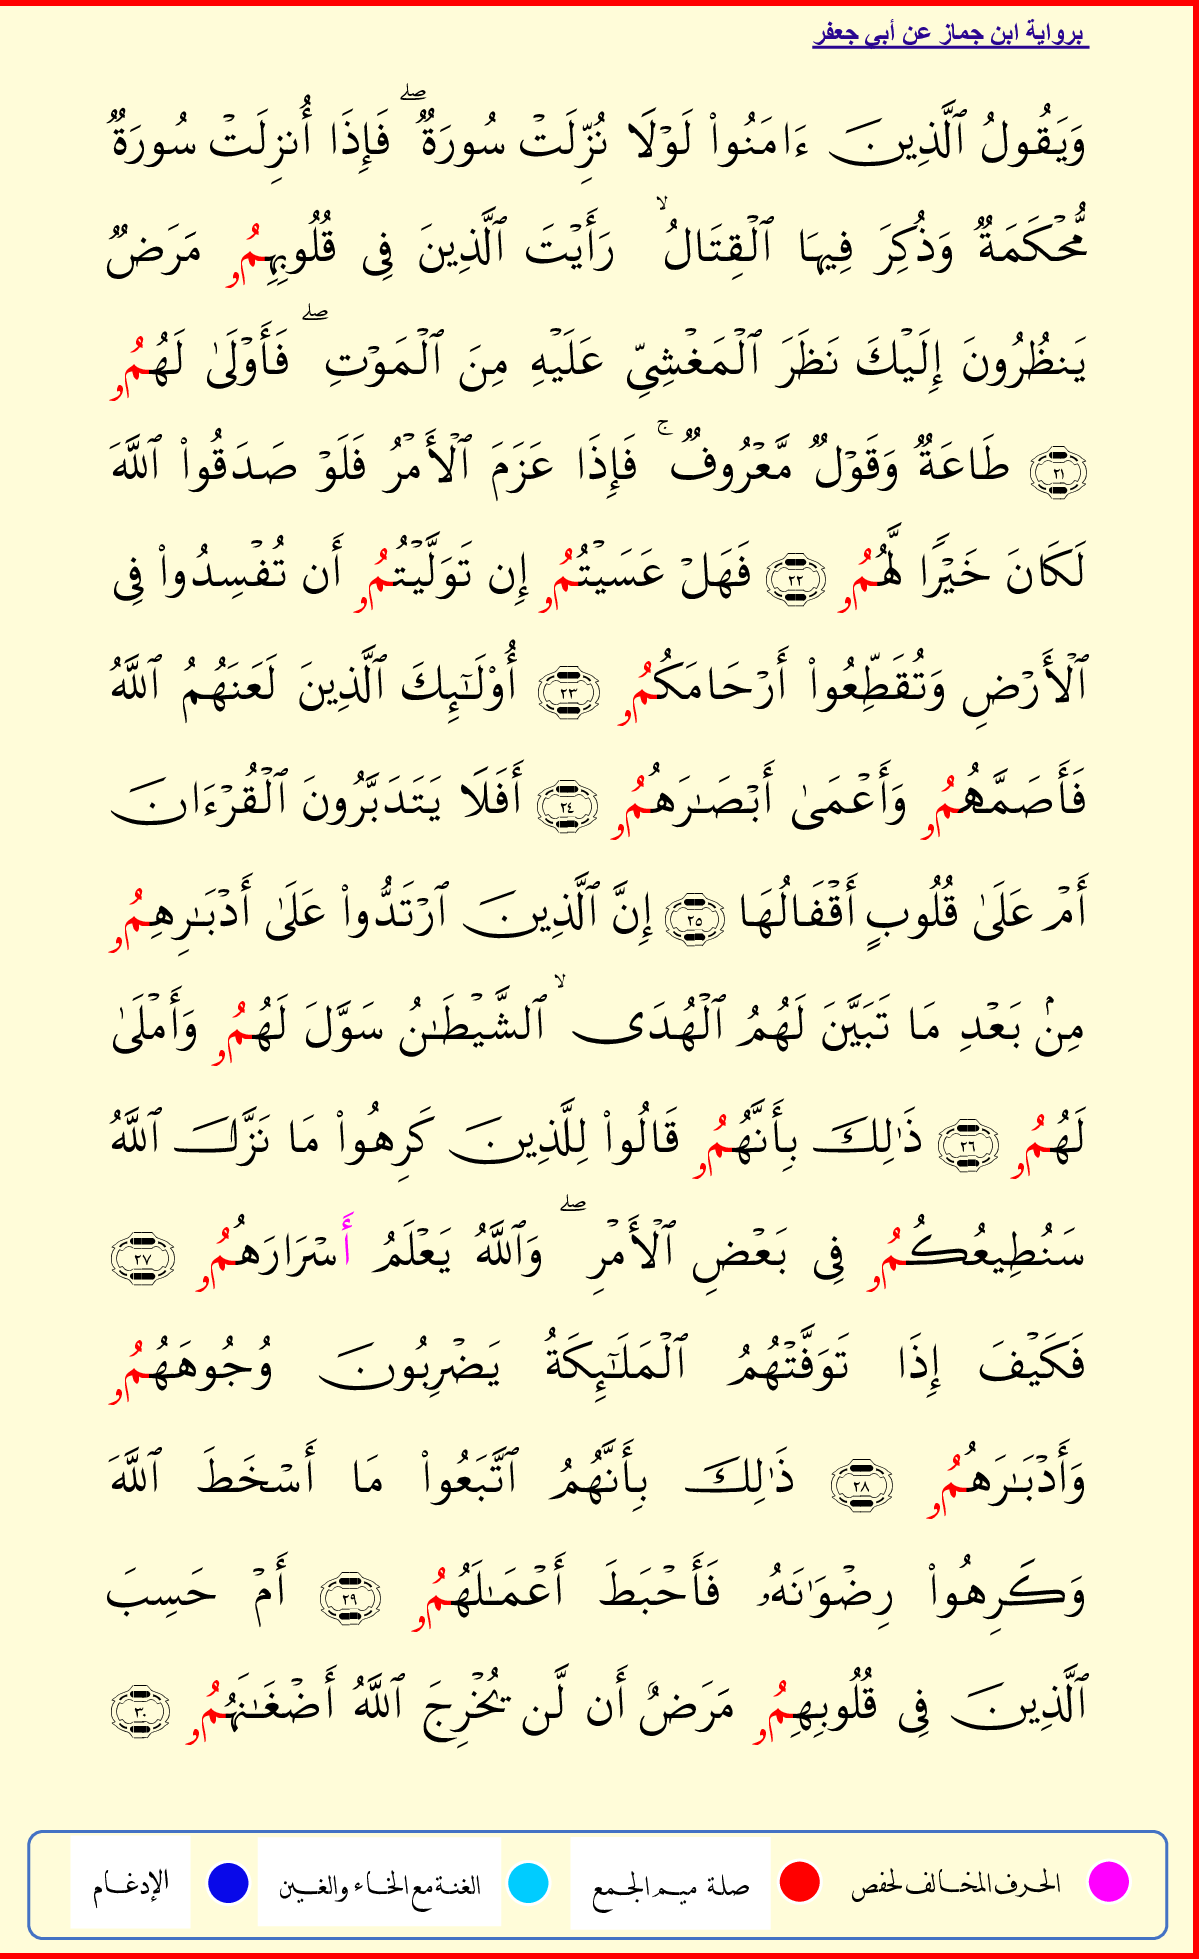 برواية ابن جماز عن أبي جعفر
وَيَقُولُ ٱلَّذِينَ ءَامَنُوا۟ لَوۡلَا نُزِّلَتۡ سُورَةٌۖ فَإِذَا أُنزِلَتۡ سُورَةٌ
مُّحۡكَمَةٌ وَذُكِرَ فِيهَا ٱلۡقِتَالُۙ رَأَيۡتَ ٱلَّذِينَ فِى قُلُوبِهِمُۥ مَرَضٌ
يَنظُرُونَ إِلَيۡكَ نَظَرَ ٱلۡمَغۡشِىِّ عَلَيۡهِ مِنَ ٱلۡمَوۡتِۖ فَأَوۡلَىٰ لَهُمُۥ
٢١ طَاعَةٌ وَقَوۡلٌ مَّعۡرُوفٌۚ فَإِذَا عَزَمَ ٱلۡأَمۡرُ فَلَوۡ صَدَقُوا۟ ٱللَّهَ
لَكَانَ خَيۡرًا لَّهُمُۥ ٢٢ فَهَلۡ عَسَيۡتُمُۥ إِن تَوَلَّيۡتُمُۥ أَن تُفۡسِدُوا۟ فِى
ٱلۡأَرۡضِ وَتُقَطِّعُوا۟ أَرۡحَامَكُمُۥ ٢٣ أُوْلَـٰٓئِكَ ٱلَّذِينَ لَعَنَهُمُ ٱللَّهُ
فَأَصَمَّهُمُۥ وَأَعۡمَىٰ أَبۡصَـٰرَهُمُۥ ٢٤ أَفَلَا يَتَدَبَّرُونَ ٱلۡقُرۡءَانَ
أَمۡ عَلَىٰ قُلُوبٍ أَقۡفَالُهَا ٢٥ إِنَّ ٱلَّذِينَ ٱرۡتَدُّوا۟ عَلَىٰ أَدۡبَـٰرِهِمُۥ
مِنۢ بَعۡدِ مَا تَبَيَّنَ لَهُمُ ٱلۡهُدَىۙ ٱلشَّيۡطَـٰنُ سَوَّلَ لَهُمُۥ وَأَمۡلَىٰ
لَهُمُۥ ٢٦ ذَٰلِكَ بِأَنَّهُمُۥ قَالُوا۟ لِلَّذِينَ كَرِهُوا۟ مَا نَزَّلَ ٱللَّهُ
سَنُطِيعُكُمُۥ فِى بَعۡضِ ٱلۡأَمۡرِۖ وَٱللَّهُ يَعۡلَمُ أَسۡرَارَهُمُۥ ٢٧
فَكَيۡفَ إِذَا تَوَفَّتۡهُمُ ٱلۡمَلَـٰٓئِكَةُ يَضۡرِبُونَ وُجُوهَهُمُۥ
وَأَدۡبَـٰرَهُمُۥ ٢٨ ذَٰلِكَ بِأَنَّهُمُ ٱتَّبَعُوا۟ مَا أَسۡخَطَ ٱللَّهَ
وَكَرِهُوا۟ رِضۡوَٰنَهُۥ فَأَحۡبَطَ أَعۡمَـٰلَهُمُۥ ٢٩ أَمۡ حَسِبَ
ٱلَّذِينَ فِى قُلُوبِهِمُۥ مَرَضٌ أَن لَّن يُخۡرِجَ ٱللَّهُ أَضۡغَـٰنَهُمُۥ ٣٠
الحرف المخالف لحفص صلة ميم الجمع الغنة مع الخاء والغين الإدغام